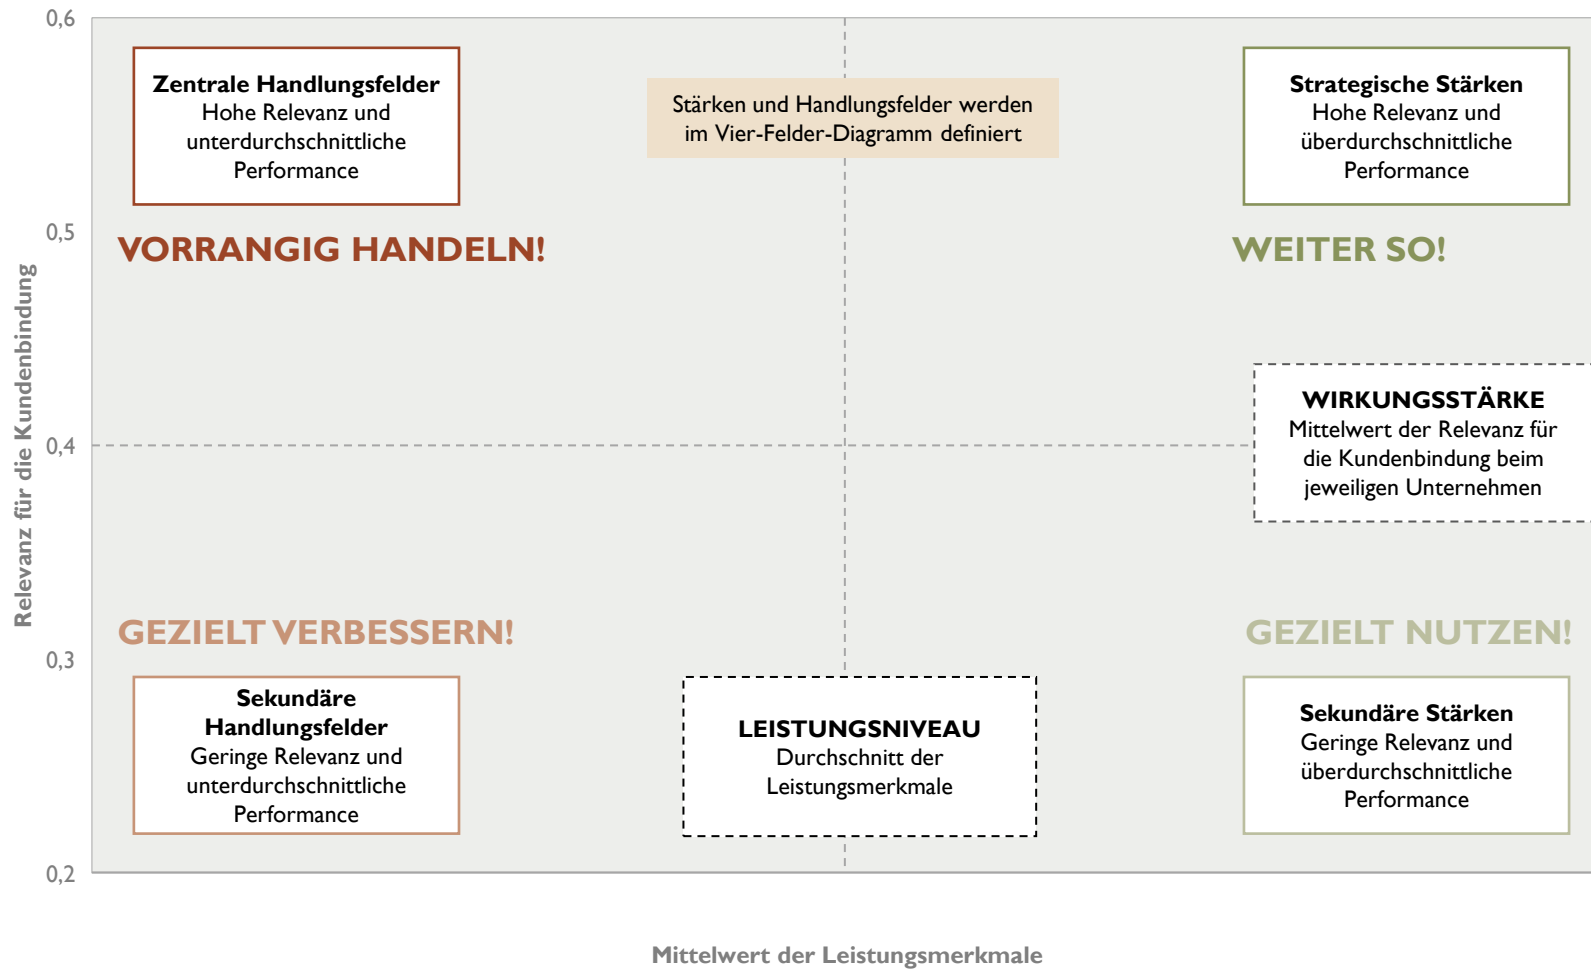 0,6
Zentrale Handlungsfelder
Hohe Relevanz und
unterdurchschnittliche
Performance
Stärken und Handlungsfelder werden
im Vier-Felder-Diagramm definiert
Strategische Stärken
Hohe Relevanz und
überdurchschnittliche
Performance
0,5
VORRANGIG HANDELN!
WEITER SO!
Relevanz für die Kundenbindung
0,4
WIRKUNGSSTÄRKE
Mittelwert der Relevanz für
die Kundenbindung beim
jeweiligen Unternehmen
GEZIELT VERBESSERN!
GEZIELT NUTZEN!
0,3
Sekundäre
Handlungsfelder
Geringe Relevanz und
unterdurchschnittliche
Performance
LEISTUNGSNIVEAU
Durchschnitt der
Leistungsmerkmale
Sekundäre Stärken
Geringe Relevanz und
überdurchschnittliche
Performance
0,2
Mittelwert der Leistungsmerkmale